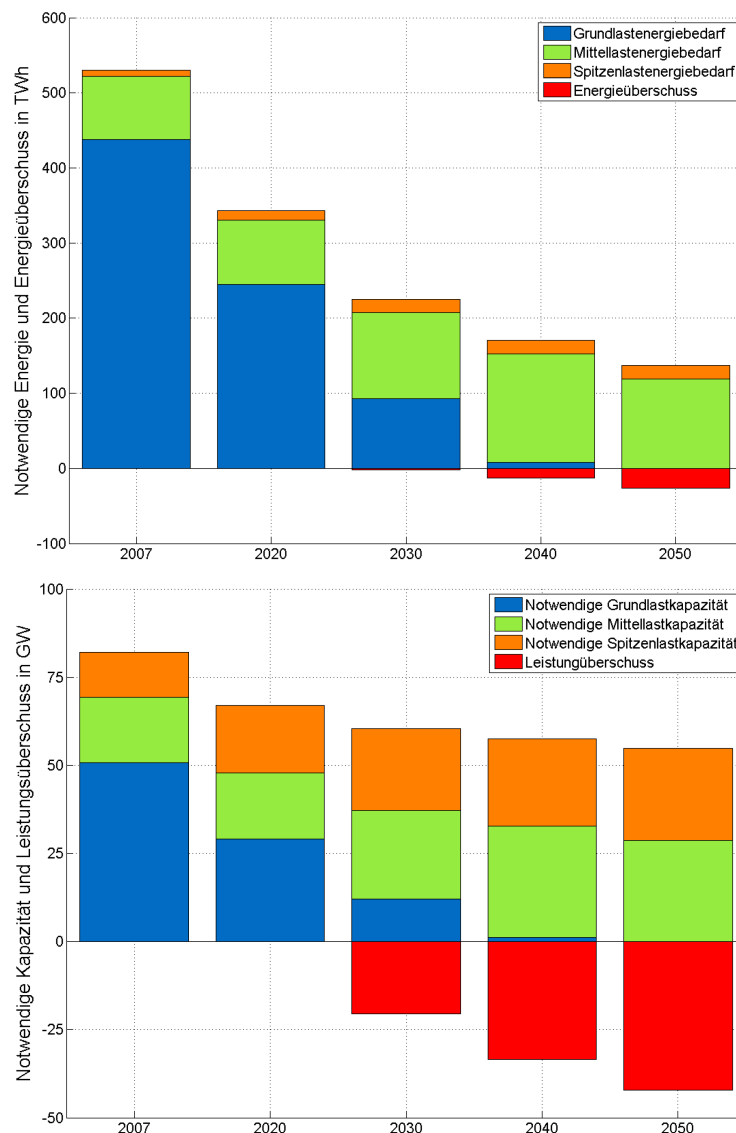 600
500
400
300
200
100
0
-100
Notwendige Energie und Energieüberschuss in TWh
Grundlastenergiebedarf
Mittellastenergiebedarf
Spitzenlastenergiebedarf
Energieüberschuss
2007 2020 2030 2040 2050
100
75
50
25
0
-25
-50
Notwendige Kapazität und Leistungsüberschuss in GW
Notwendige Grundlastkapazität
Notwendige Mittellastkapazität
Notwendige Spitzenlastkapazität
Leistungüberschuss
2007 2020 2030 2040 2050